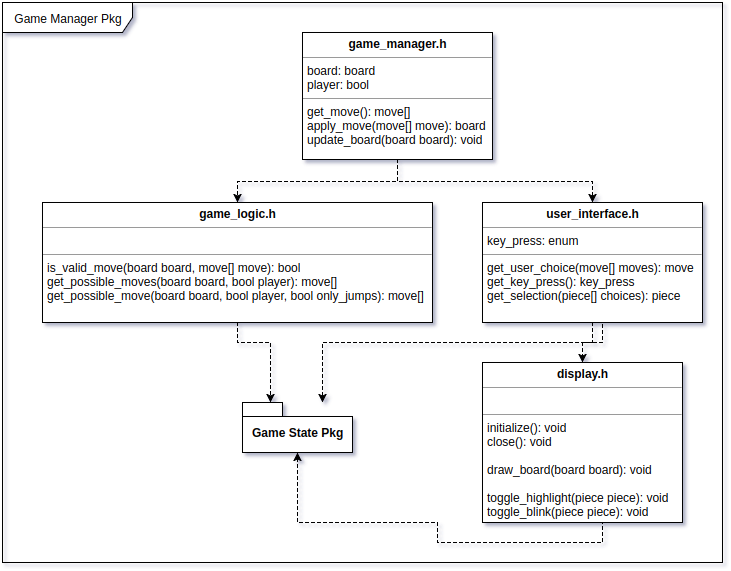 Game Manager Pkg
game_manager.h
board: board
player: bool
get_move(): move[]
apply_move(move[] move): board
update_board(board board): void
game_logic.h
is_valid_move(board board, move[] move): bool
get_possible_moves(board board, bool player): move[]
get_possible_move(board board, bool player, bool only_jumps): move[]
user_interface.h
key_press: enum
get_user_choice(move[] moves): move
get_key_press(): key_press
get_selection(piece[] choices): piece
Game State Pkg
display.h
initialize(): void
close(): void
draw_board(board board): void
toggle_highlight(piece piece): void
toggle_blink(piece piece): void